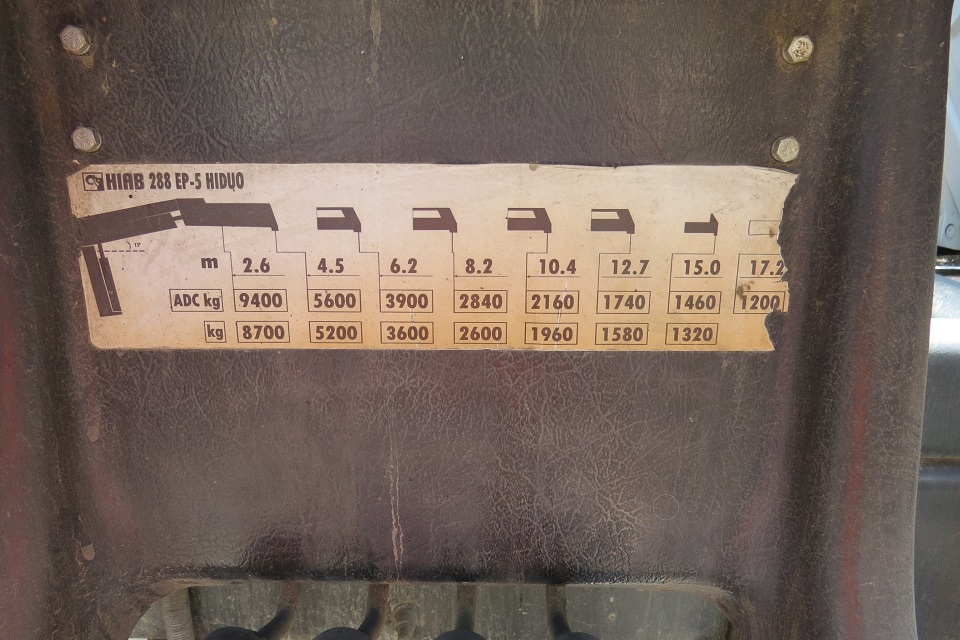 HIAB 288 EP-5 HIDUO
15°
m 2.6 4.5 6.2 8.2 10.4 12.7 15.0 17.2
ADC kg 9400 5600 3900 2840 2160 1740 1460 1200
kg 8700 5200 3600 2600 1960 1580 1320